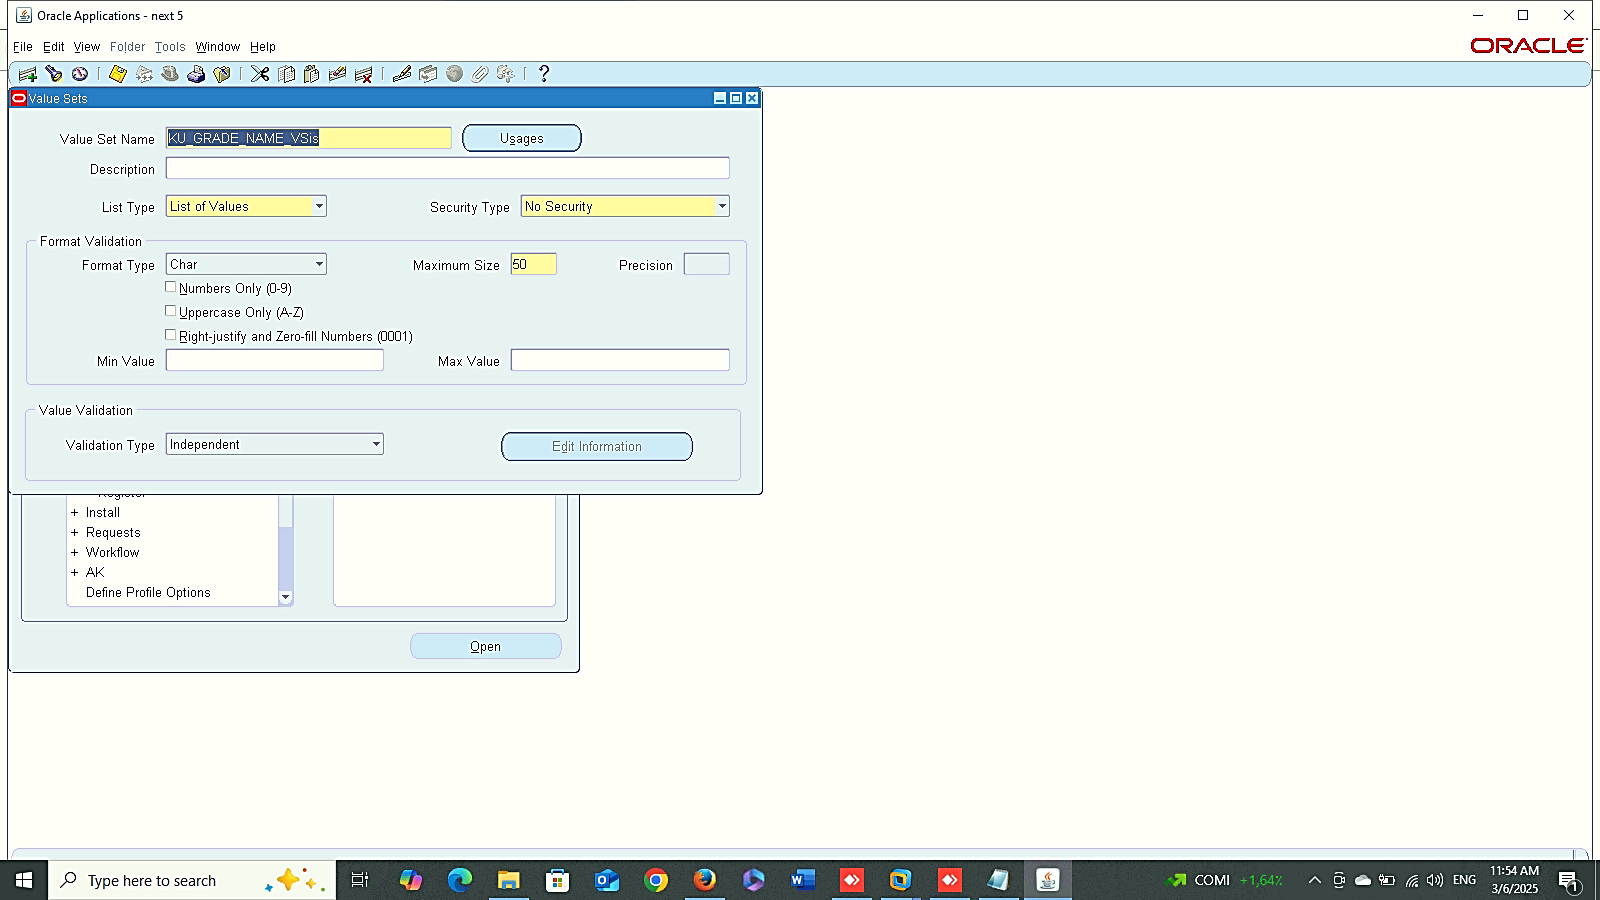 Oracle Applications - next 5
File Edit View Folder Tools Window Help
ORACLE
Value Sets
Value Set Name KU_GRADE_NAME_VSis Usages
Description
List Type List of Values Security Type No Security
Format Validation
Format Type Char Maximum Size 50 Precision
Numbers Only (0-9)
Uppercase Only (A-Z)
Right-justify and Zero-fill Numbers (0001)
Min Value Max Value
Value Validation
Validation Type Independent Edit Information
Register
+ Install
+ Requests
+ Workflow
+ AK
Define Profile Options
Open
Type here to search
COMI +1,64%
ENG
11:54 AM
3/6/2025
1